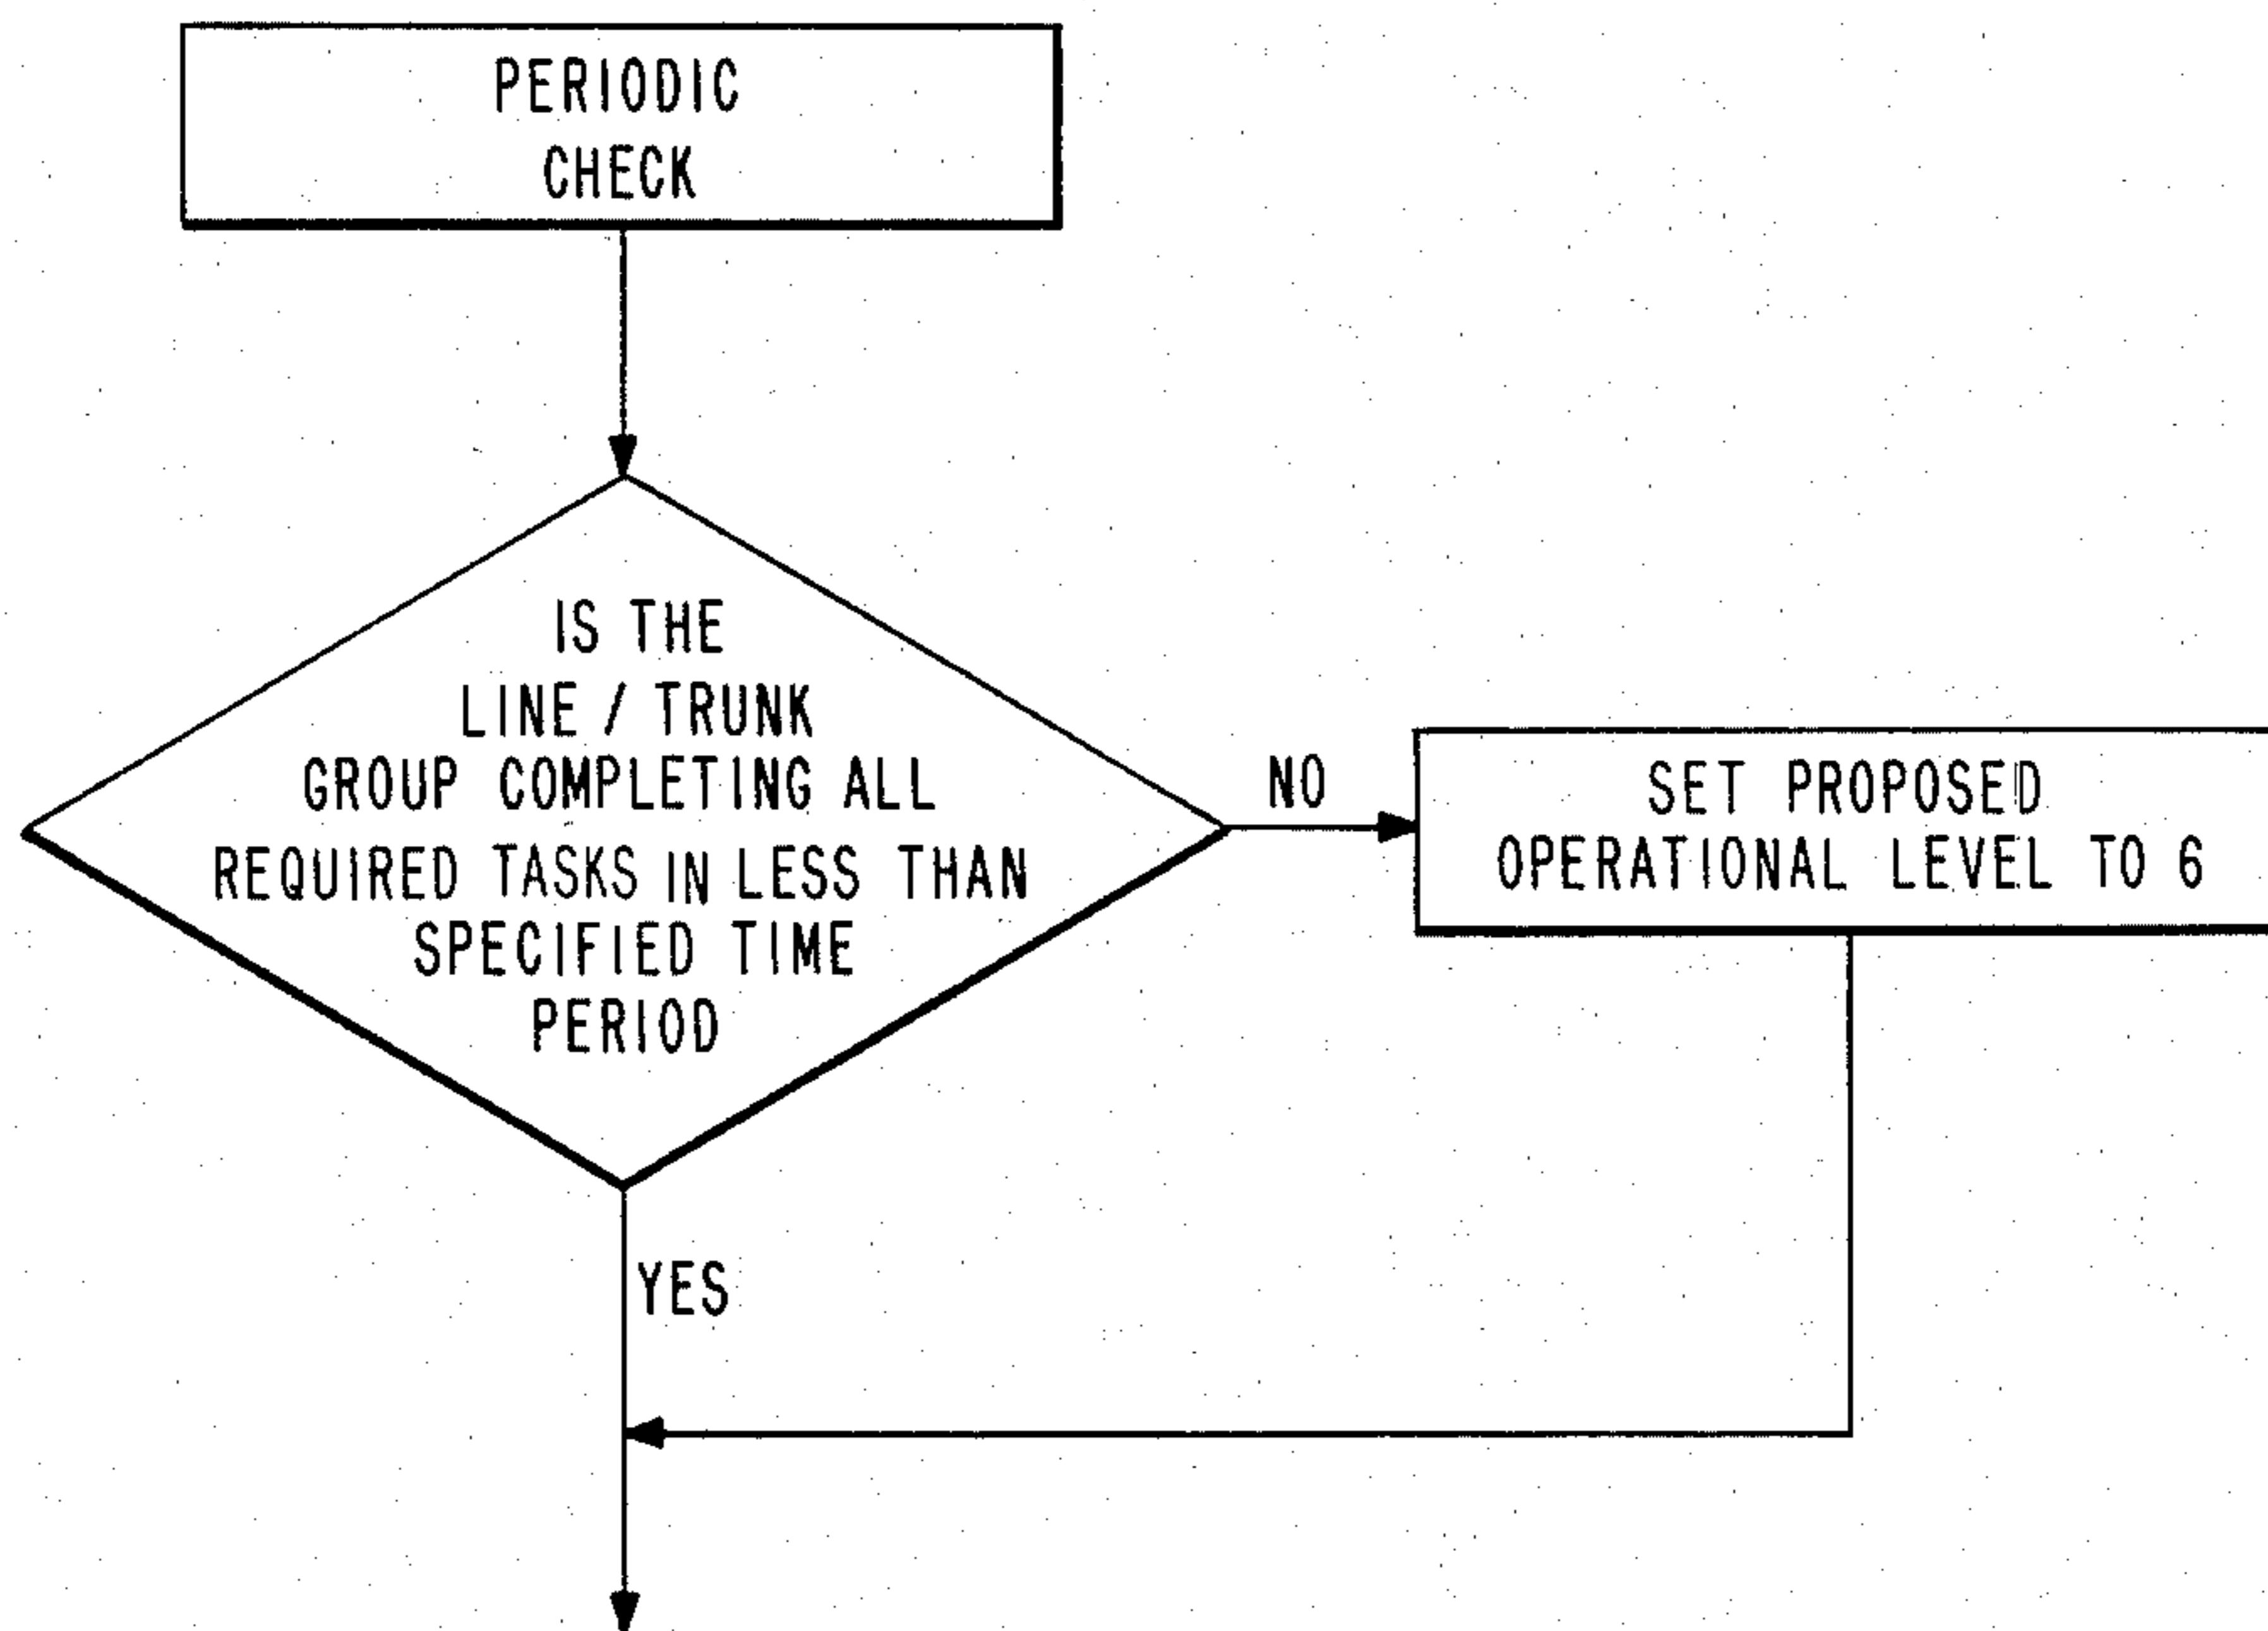 PERIODIC
CHECK
IS THE
LINE / TRUNK
GROUP COMPLETING ALL
REQUIRED TASKS IN LESS THAN
SPECIFIED TIME
PERIOD
NO
SET PROPOSED
OPERATIONAL LEVEL TO 6
YES